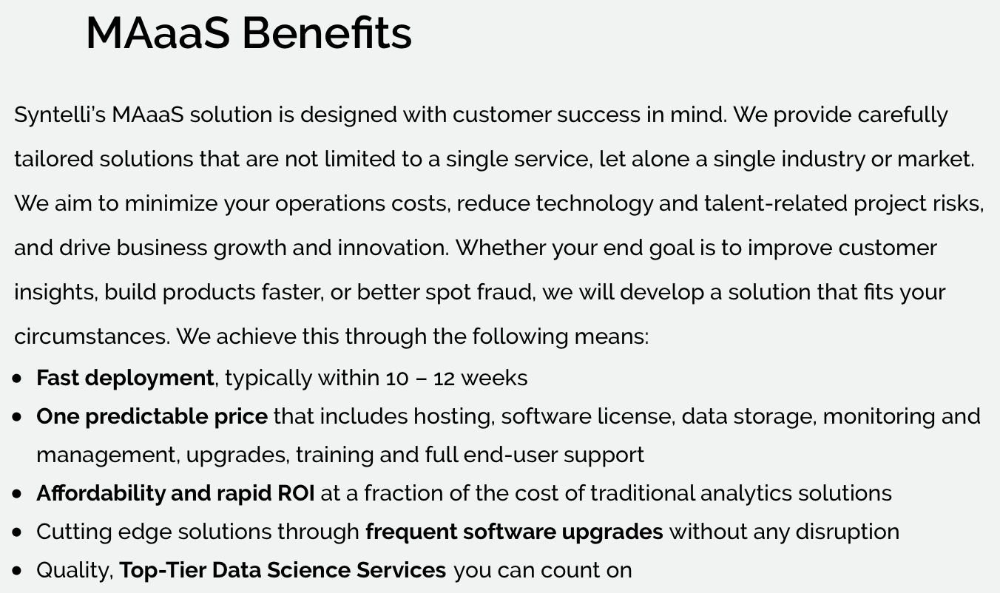 MAaaS Benefits
Syntelli’s MAaaS solution is designed with customer success in mind. We provide carefully
tailored solutions that are not limited to a single service, let alone a single industry or market.
We aim to minimize your operations costs, reduce technology and talent-related project risks,
and drive business growth and innovation. Whether your end goal is to improve customer
insights, build products faster, or better spot fraud, we will develop a solution that fits your
circumstances. We achieve this through the following means:
● Fast deployment, typically within 10 – 12 weeks
● One predictable price that includes hosting, software license, data storage, monitoring and
management, upgrades, training and full end-user support
● Affordability and rapid ROI at a fraction of the cost of traditional analytics solutions
● Cutting edge solutions through frequent software upgrades without any disruption
● Quality, Top-Tier Data Science Services you can count on